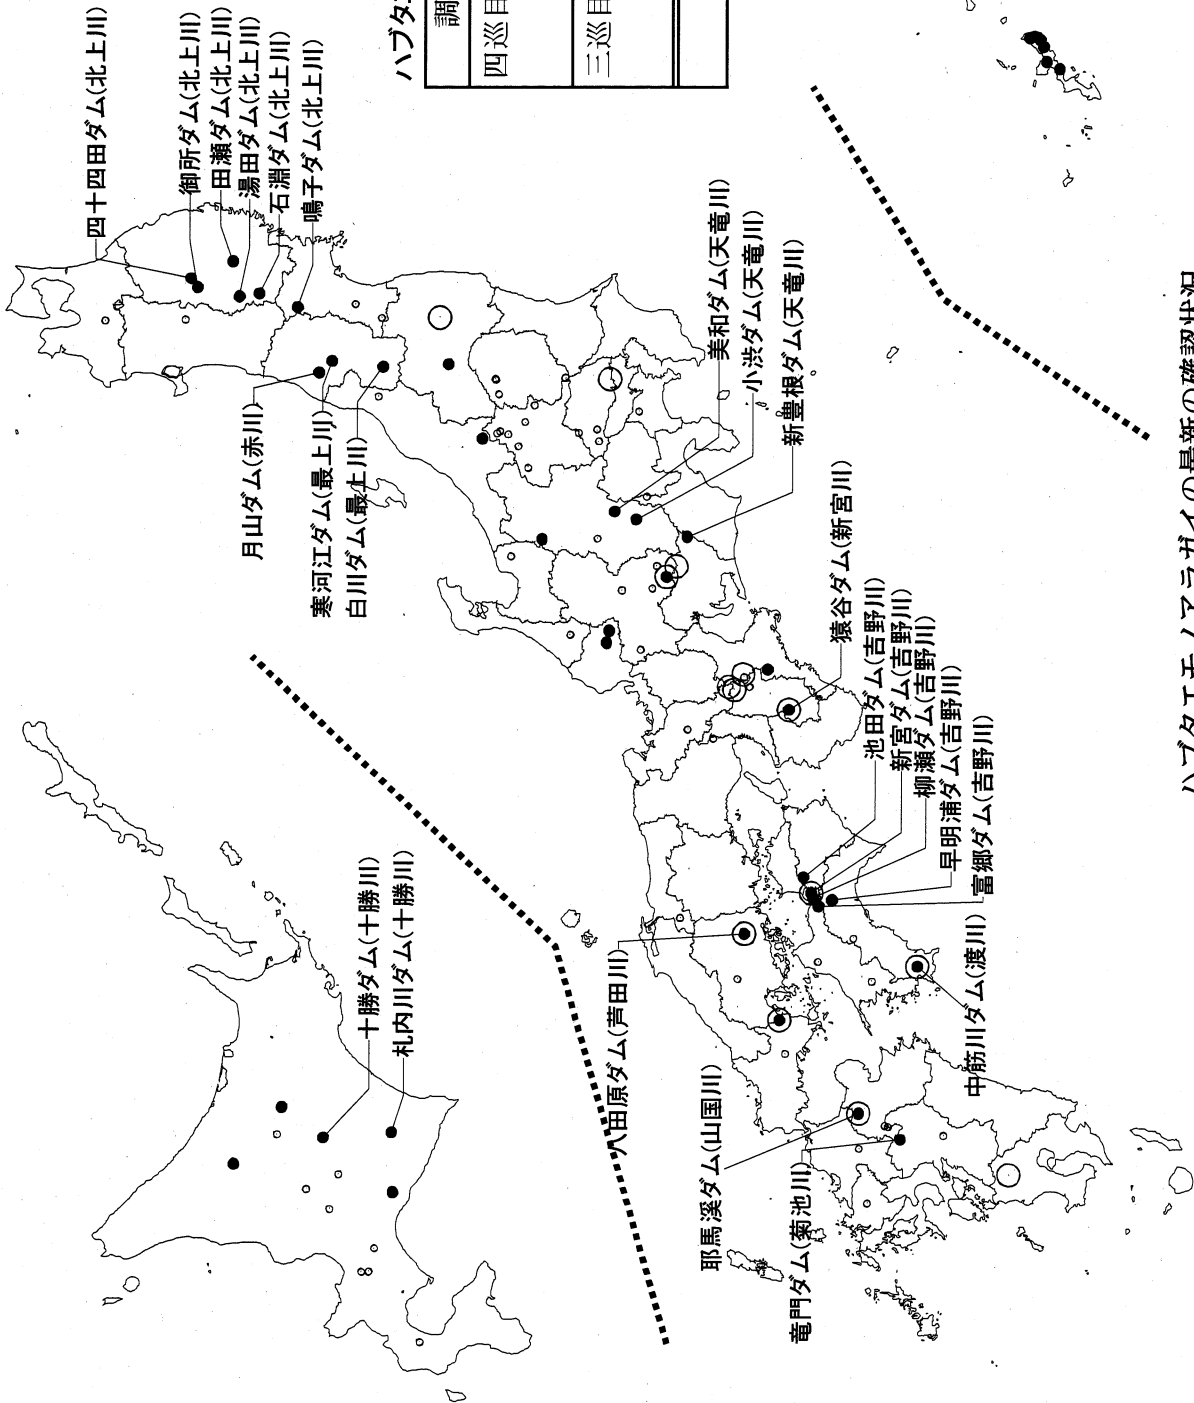 四十四田ダム(北上川)
御所ダム(北上川)
田瀬ダム(北上川)
湯田ダム(北上川)
石淵ダム(北上川)
鳴子ダム(北上川)
ハブタ
調
四巡目
三巡目
月山ダム(赤川)
寒河江ダム(最上川)
白川ダム(最上川)
美和ダム(天竜川)
小渋ダム(天竜川)
新豊根ダム(天竜川)
猿谷ダム(新宮川)
池田ダム(吉野川)
新宮ダム(吉野川)
柳瀬ダム(吉野川)
早明浦ダム(吉野川)
富郷ダム(吉野川)
十勝ダム(十勝川)
札内川ダム(十勝川)
八田原ダム(芦田川)
中筋川ダム(渡川)
耶馬溪ダム(山国川)
竜門ダム(菊池川)
ハブタエモノアラガイの最新の確認状況